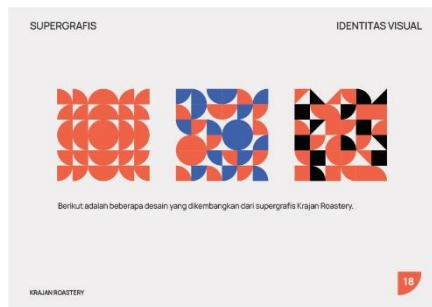 SUPERGRAFIS
IDENTITAS VISUAL
Berikut adalah beberapa desain yang dikembangkan dari supergrafis Krajan Roastery.
KRAJAN ROASTERY
18